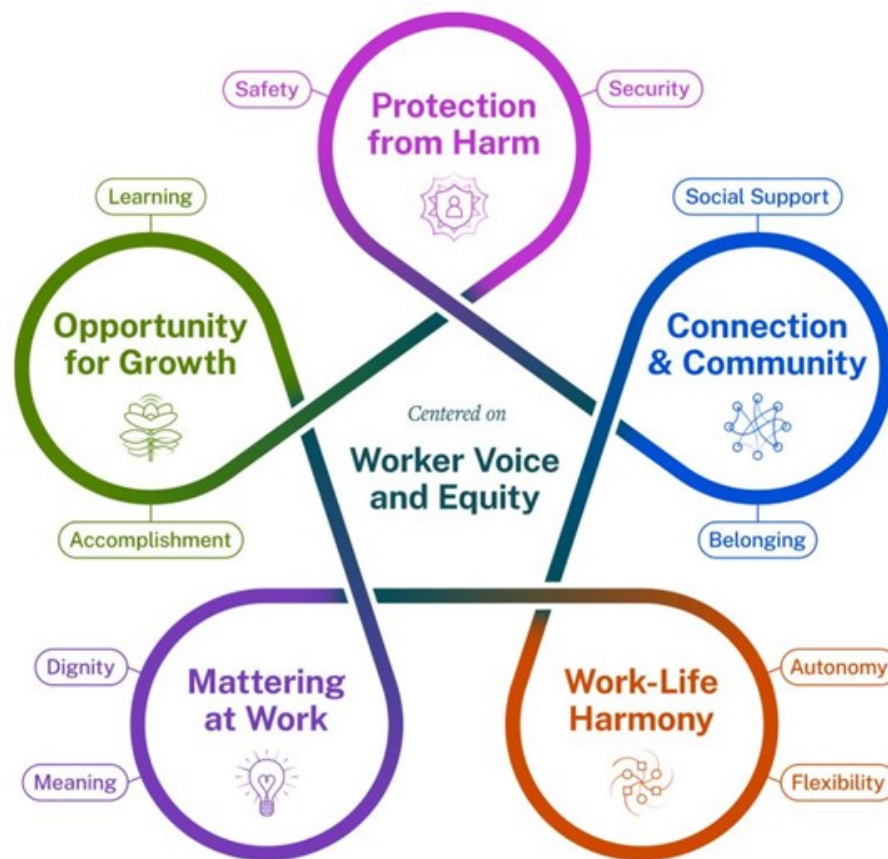 Safety
Security
Protection
from Harm
Learning
Social Support
Opportunity
for Growth
Connection
& Community
Centered on
Worker Voice
and Equity
Accomplishment
Belonging
Dignity
Autonomy
Mattering
at Work
Work-Life
Harmony
Meaning
Flexibility